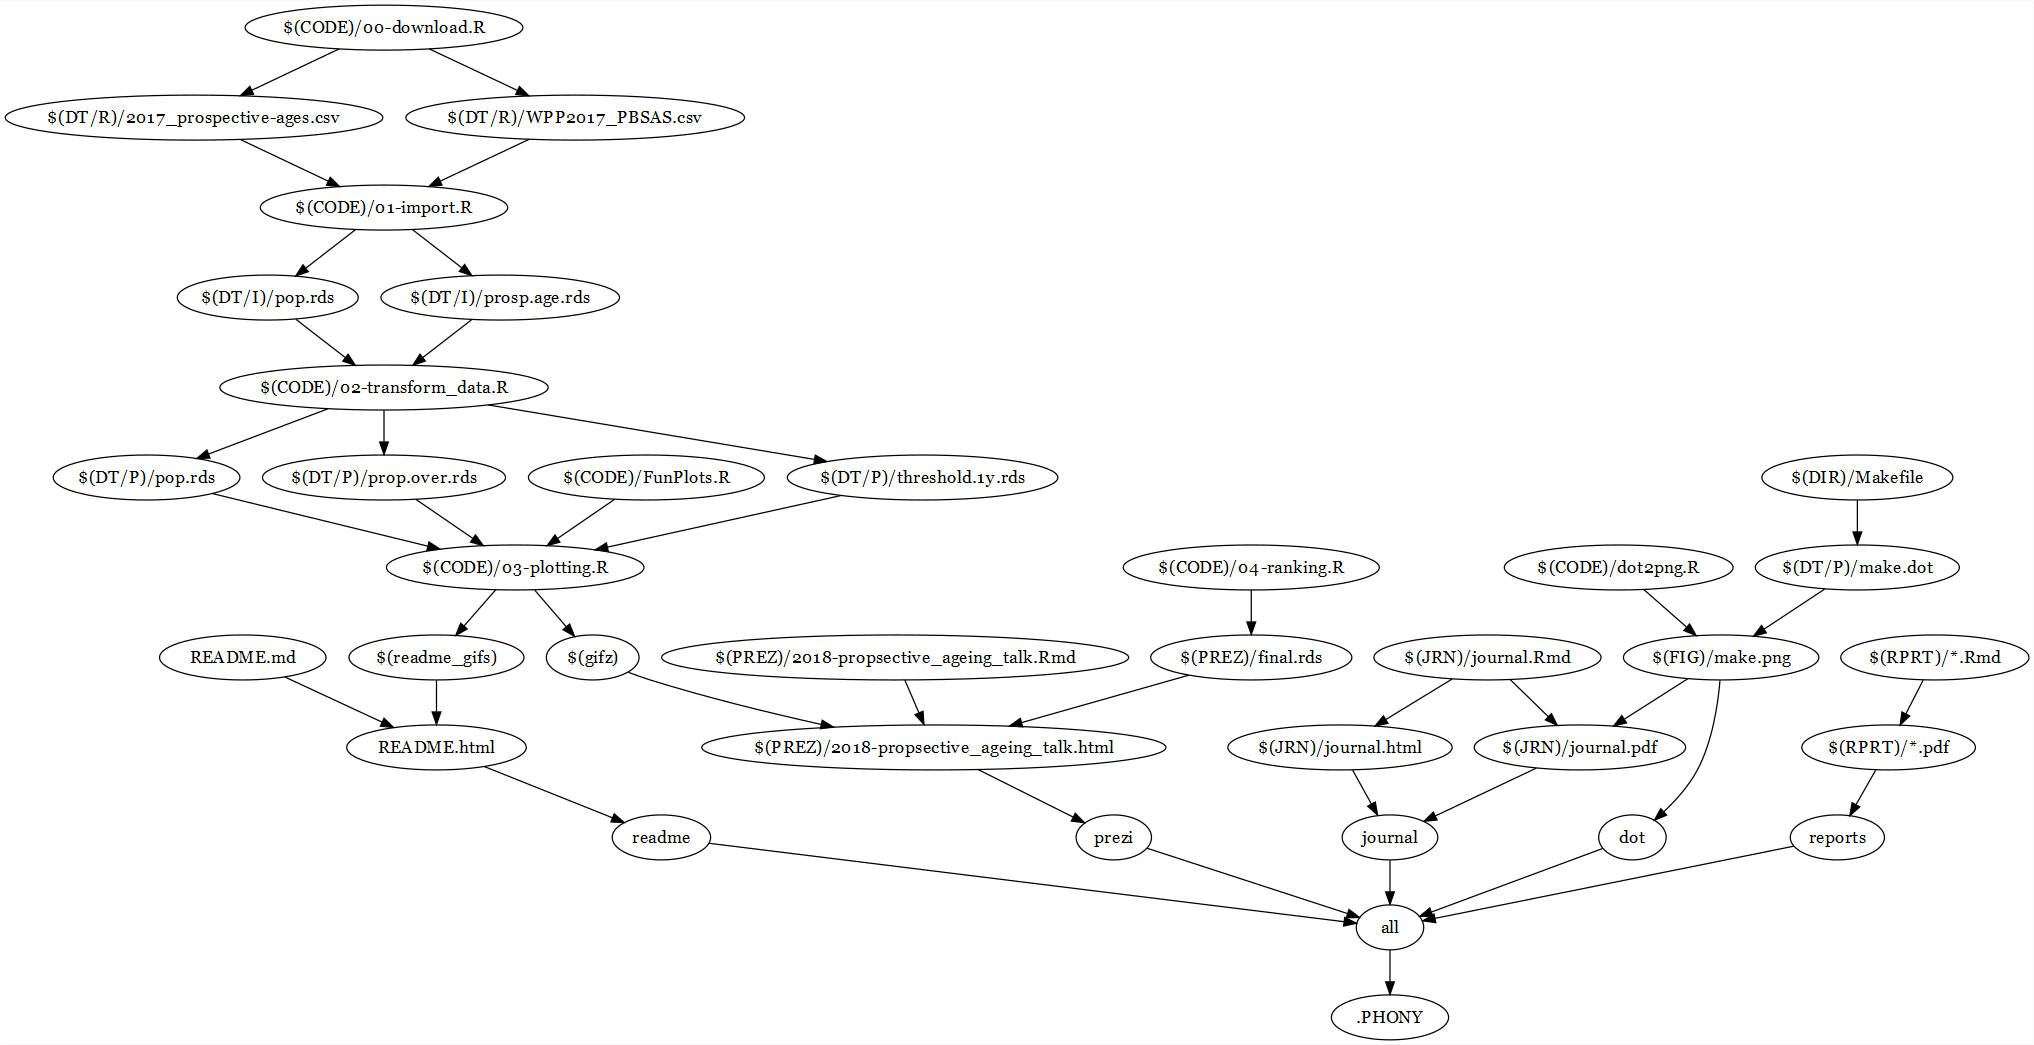 $(CODE)/00-download.R
$(DT/R)/2017_prospective-ages.csv
$(DT/R)/WPP2017_PBSAS.csv
$(CODE)/01-import.R
$(DT/I)/pop.rds
$(DT/I)/prosp.age.rds
$(CODE)/02-transform_data.R
$(DT/P)/pop.rds
$(DT/P)/prop.over.rds
$(CODE)/FunPlots.R
$(DT/P)/threshold.1y.rds
$(DIR)/Makefile
$(CODE)/03-plotting.R
$(CODE)/04-ranking.R
$(CODE)/dot2png.R
$(DT/P)/make.dot
README.md
$(readme_gifs)
$(gifz)
$(PREZ)/2018-propsective_ageing_talk.Rmd
$(PREZ)/final.rds
$(JRN)/journal.Rmd
$(FIG)/make.png
$(RPRT)/*.Rmd
README.html
$(PREZ)/2018-propsective_ageing_talk.html
$(JRN)/journal.html
$(JRN)/journal.pdf
$(RPRT)/*.pdf
readme
prezi
journal
dot
reports
all
.PHONY